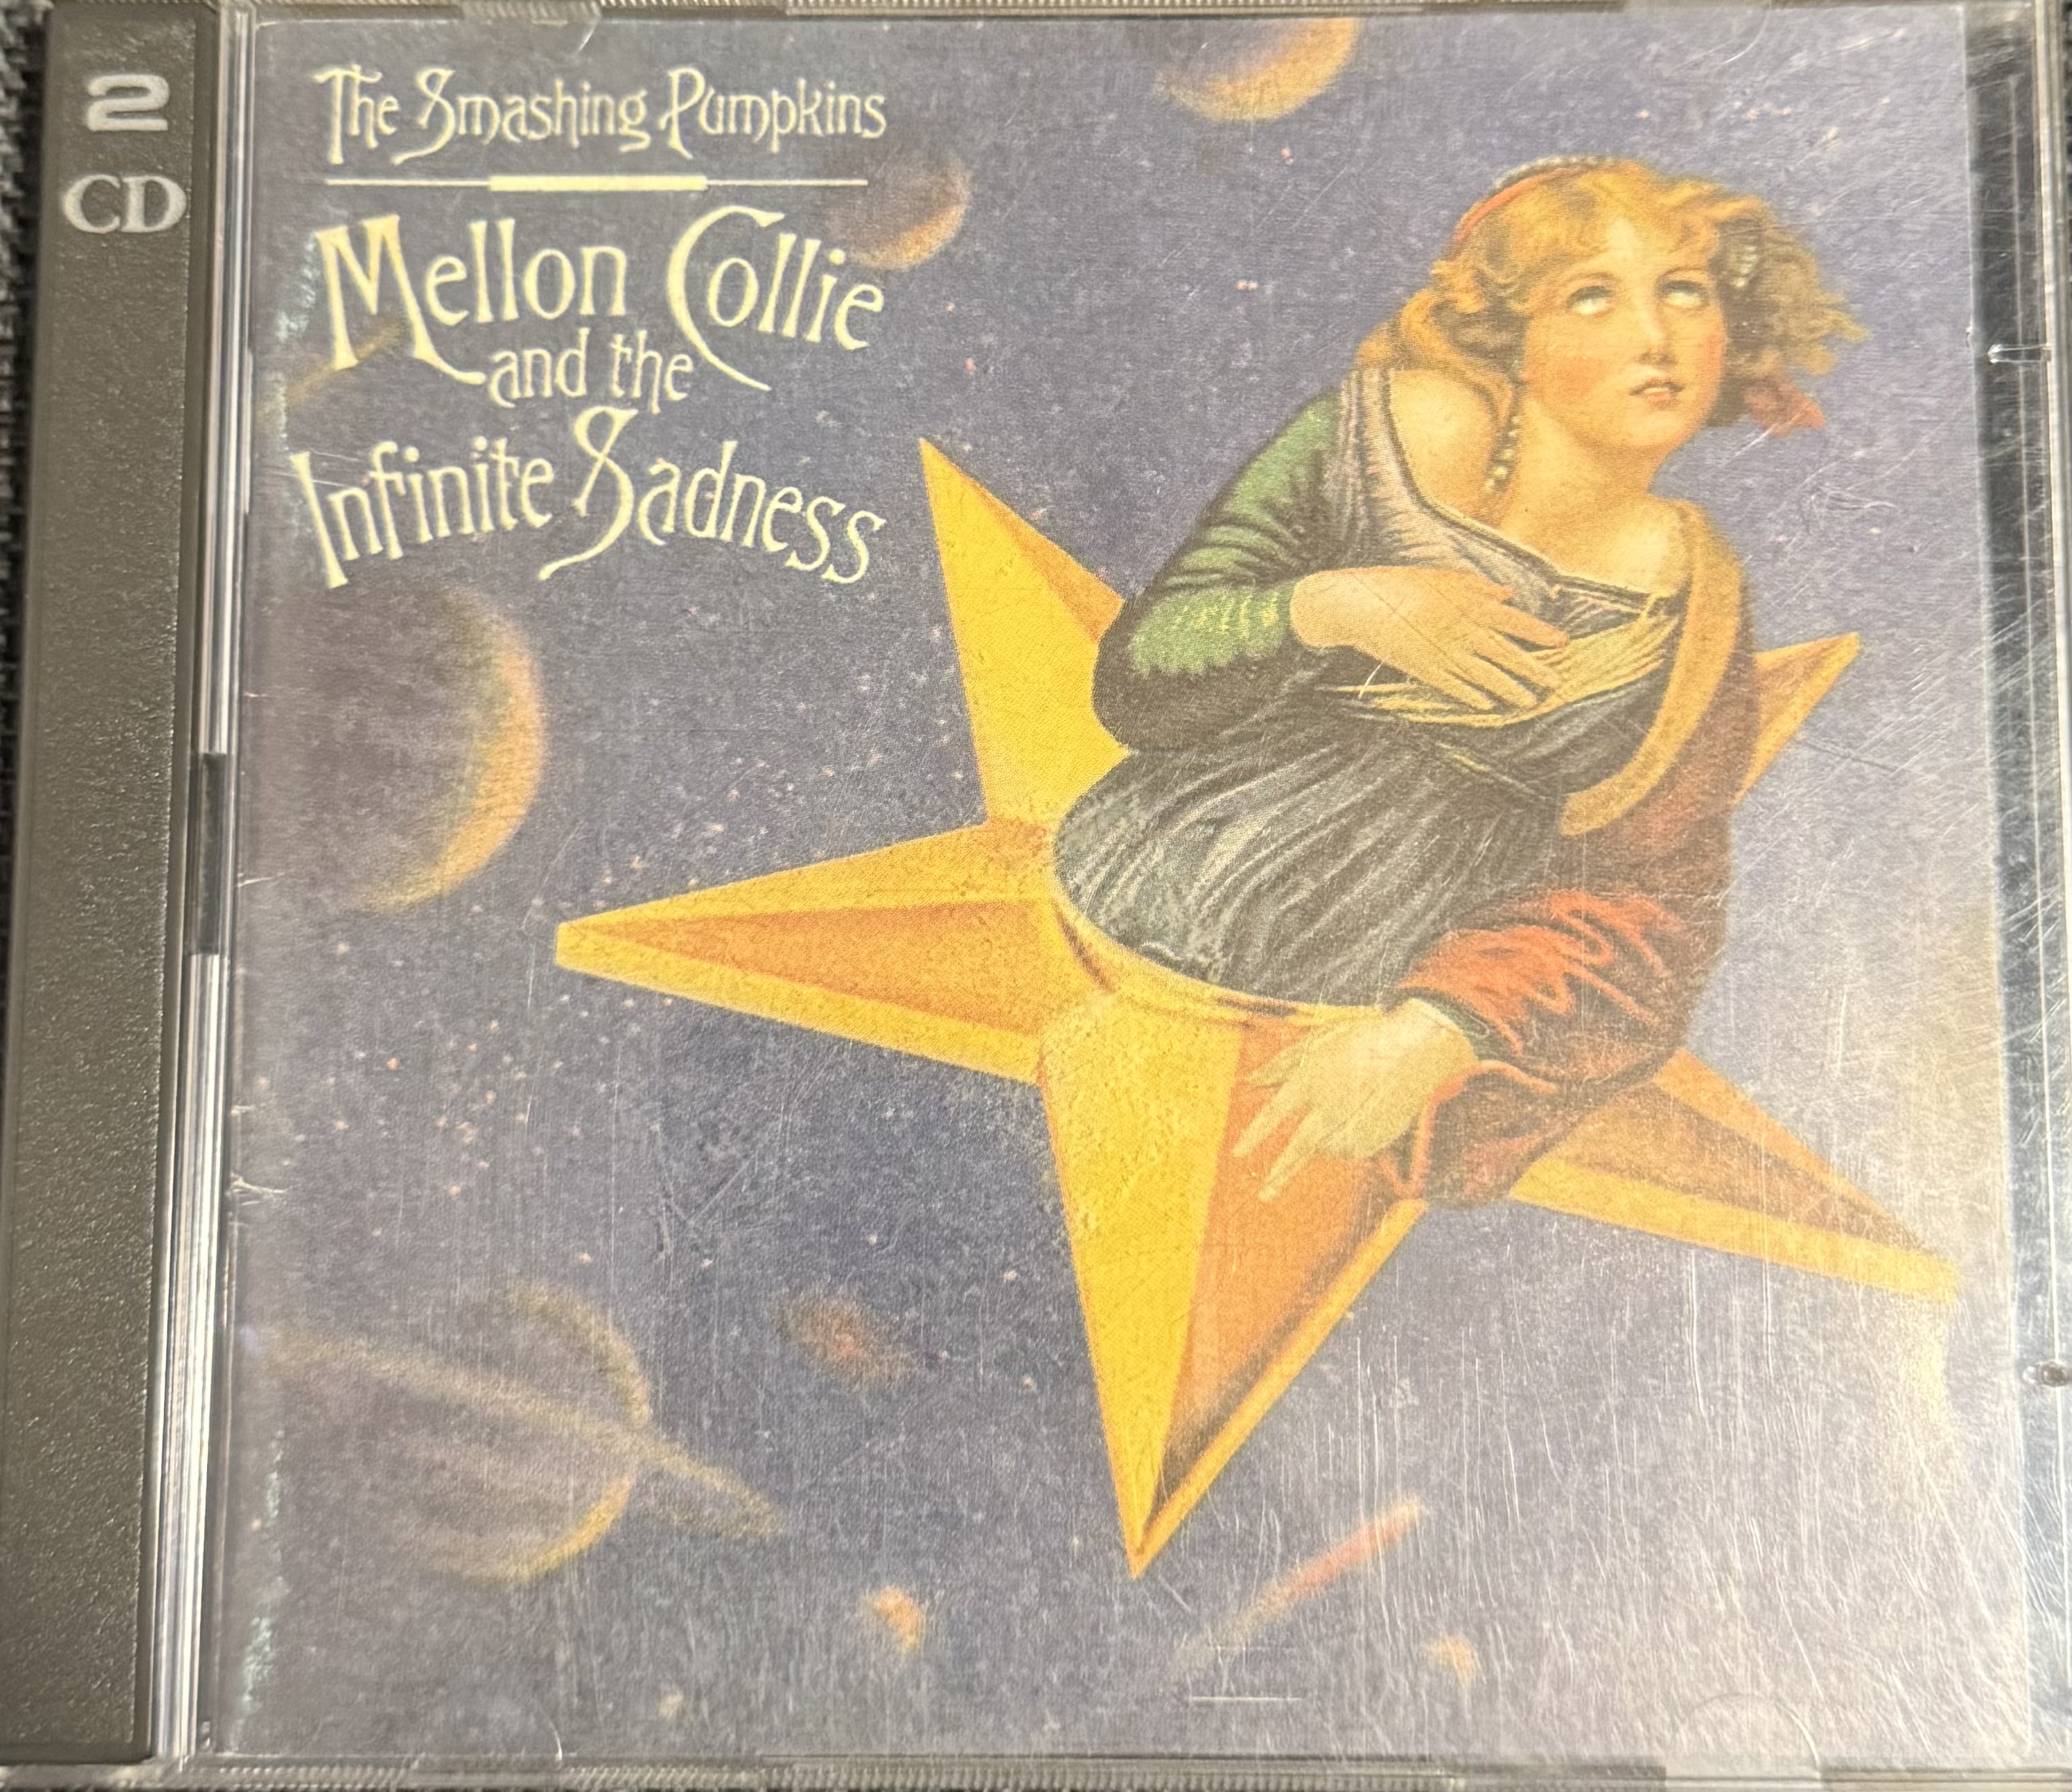 2
CD
The Smashing Pumpkins
Mellon Collie
and the
Infinite Sadness